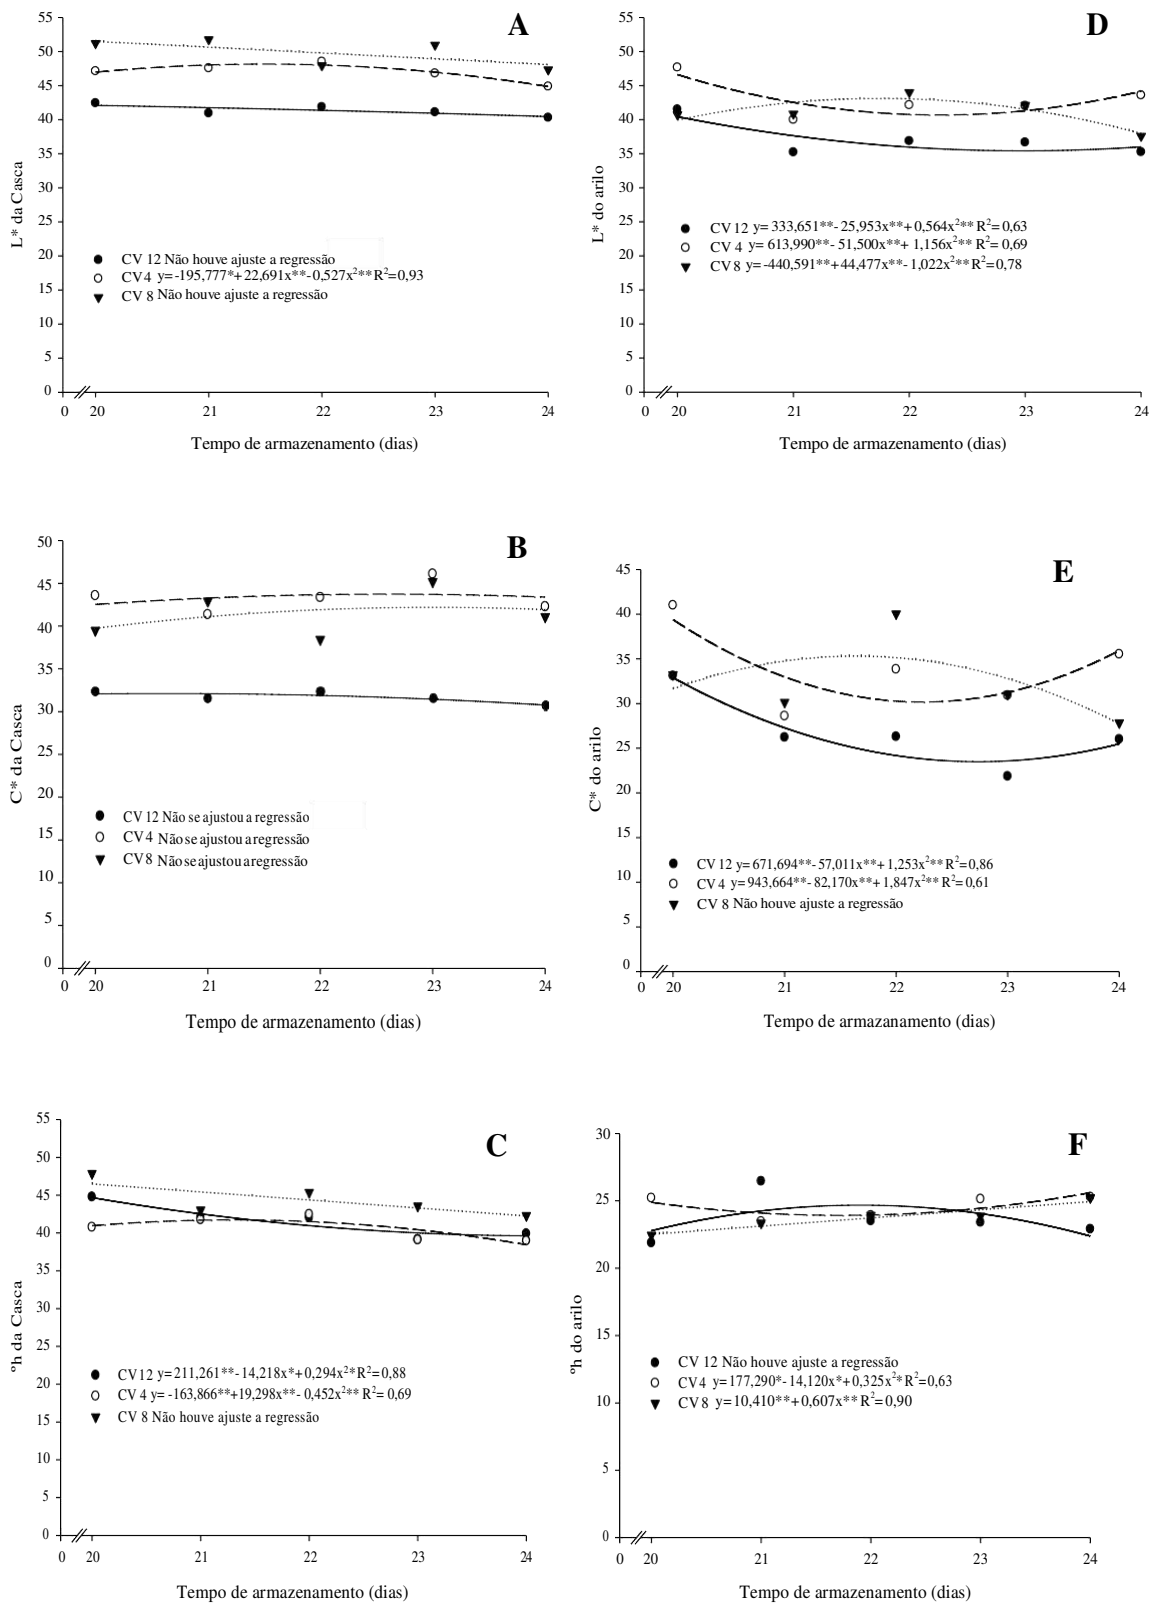 A
55
50
45
40
35
30
25
20
15
10
5
0
L* da Casca
CV 12 Não houve ajuste a regressão
CV 4 y= -195,777*+ 22,691x**- 0,527x²** R²=0,93
CV 8 Não houve ajuste a regressão
0 20 21 22 23 24
Tempo de armazenamento (dias)
D
55
50
45
40
35
30
25
20
15
10
5
0
L* do arilo
CV 12 y= 333,651**- 25,953x**+ 0,564x²** R²= 0,63
CV 4 y= 613,990**- 51,500x**+ 1,156x²** R²= 0,69
CV 8 y= -440,591**+ 44,477x**- 1,022x²** R²= 0,78
0 20 21 22 23 24
Tempo de armazenamento (dias)
B
50
45
40
35
30
25
20
15
10
5
0
C* da Casca
CV 12 Não se ajustou a regressão
CV 4 Não se ajustou a regressão
CV 8 Não se ajustou a regressão
0 20 21 22 23 24
Tempo de armazenamento (dias)
E
45
40
35
30
25
20
15
10
5
0
C* do arilo
CV 12 y= 671,694**- 57,011x**+ 1,253x²** R²= 0,86
CV 4 y= 943,664**- 82,170x**+ 1,847x²** R²= 0,61
CV 8 Não houve ajuste a regressão
0 20 21 22 23 24
Tempo de armazanamento (dias)
C
55
50
45
40
35
30
25
20
15
10
5
0
ºh da Casca
CV 12 y= 211,261**- 14,218x*+ 0,294x²* R²= 0,88
CV 4 y= -163,866**+19,298x**- 0,452x²** R²= 0,69
CV 8 Não houve ajuste a regressão
0 20 21 22 23 24
Tempo de armazenamento (dias)
F
30
25
20
15
10
5
0
ºh do arilo
CV 12 Não houve ajuste a regressão
CV 4 y= 177,290*- 14,120x*+ 0,325x²* R²= 0,63
CV 8 y= 10,410**+ 0,607x** R²= 0,90
0 20 21 22 23 24
Tempo de armazenamento (dias)